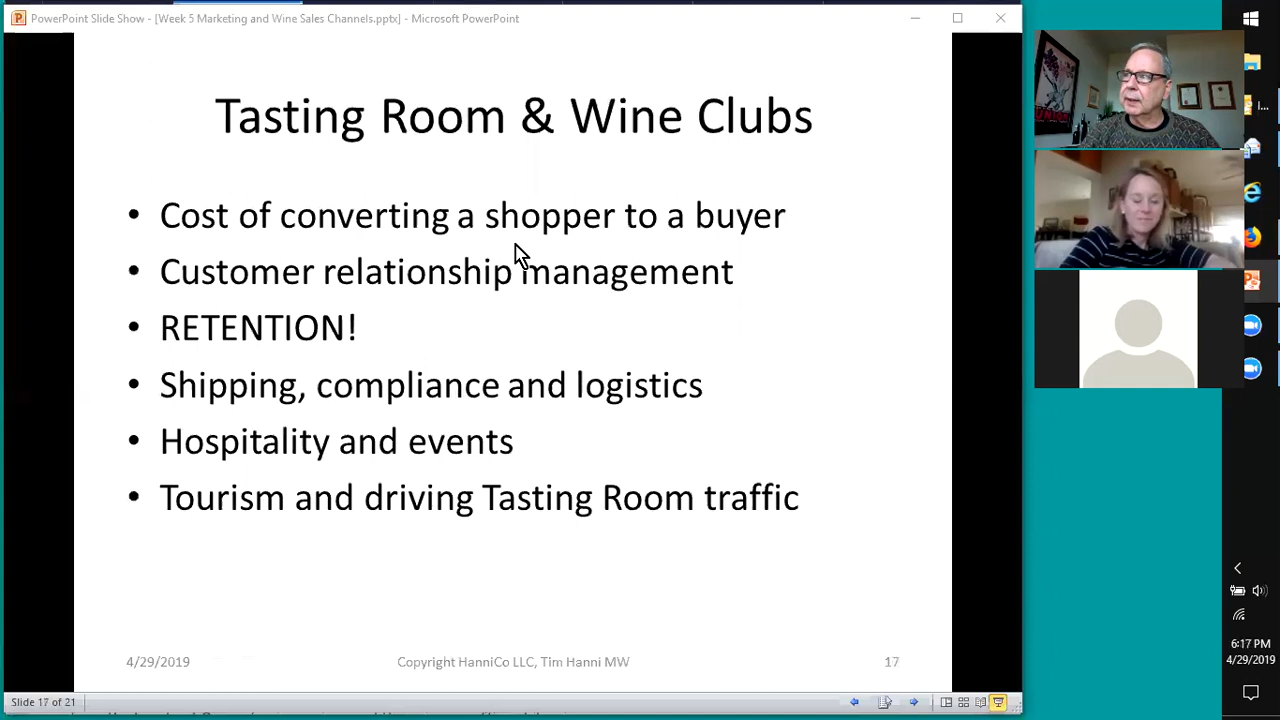 PowerPoint Slide Show - [Week 5 Marketing and Wine Sales Channels.pptx] - Microsoft PowerPoint
Tasting Room & Wine Clubs
• Cost of converting a shopper to a buyer
• Customer relationship management
• RETENTION!
• Shipping, compliance and logistics
• Hospitality and events
• Tourism and driving Tasting Room traffic
4/29/2019 Copyright HanniCo LLC, Tim Hanni MW 17
Slide 17 of 21
6:17 PM
4/29/2019